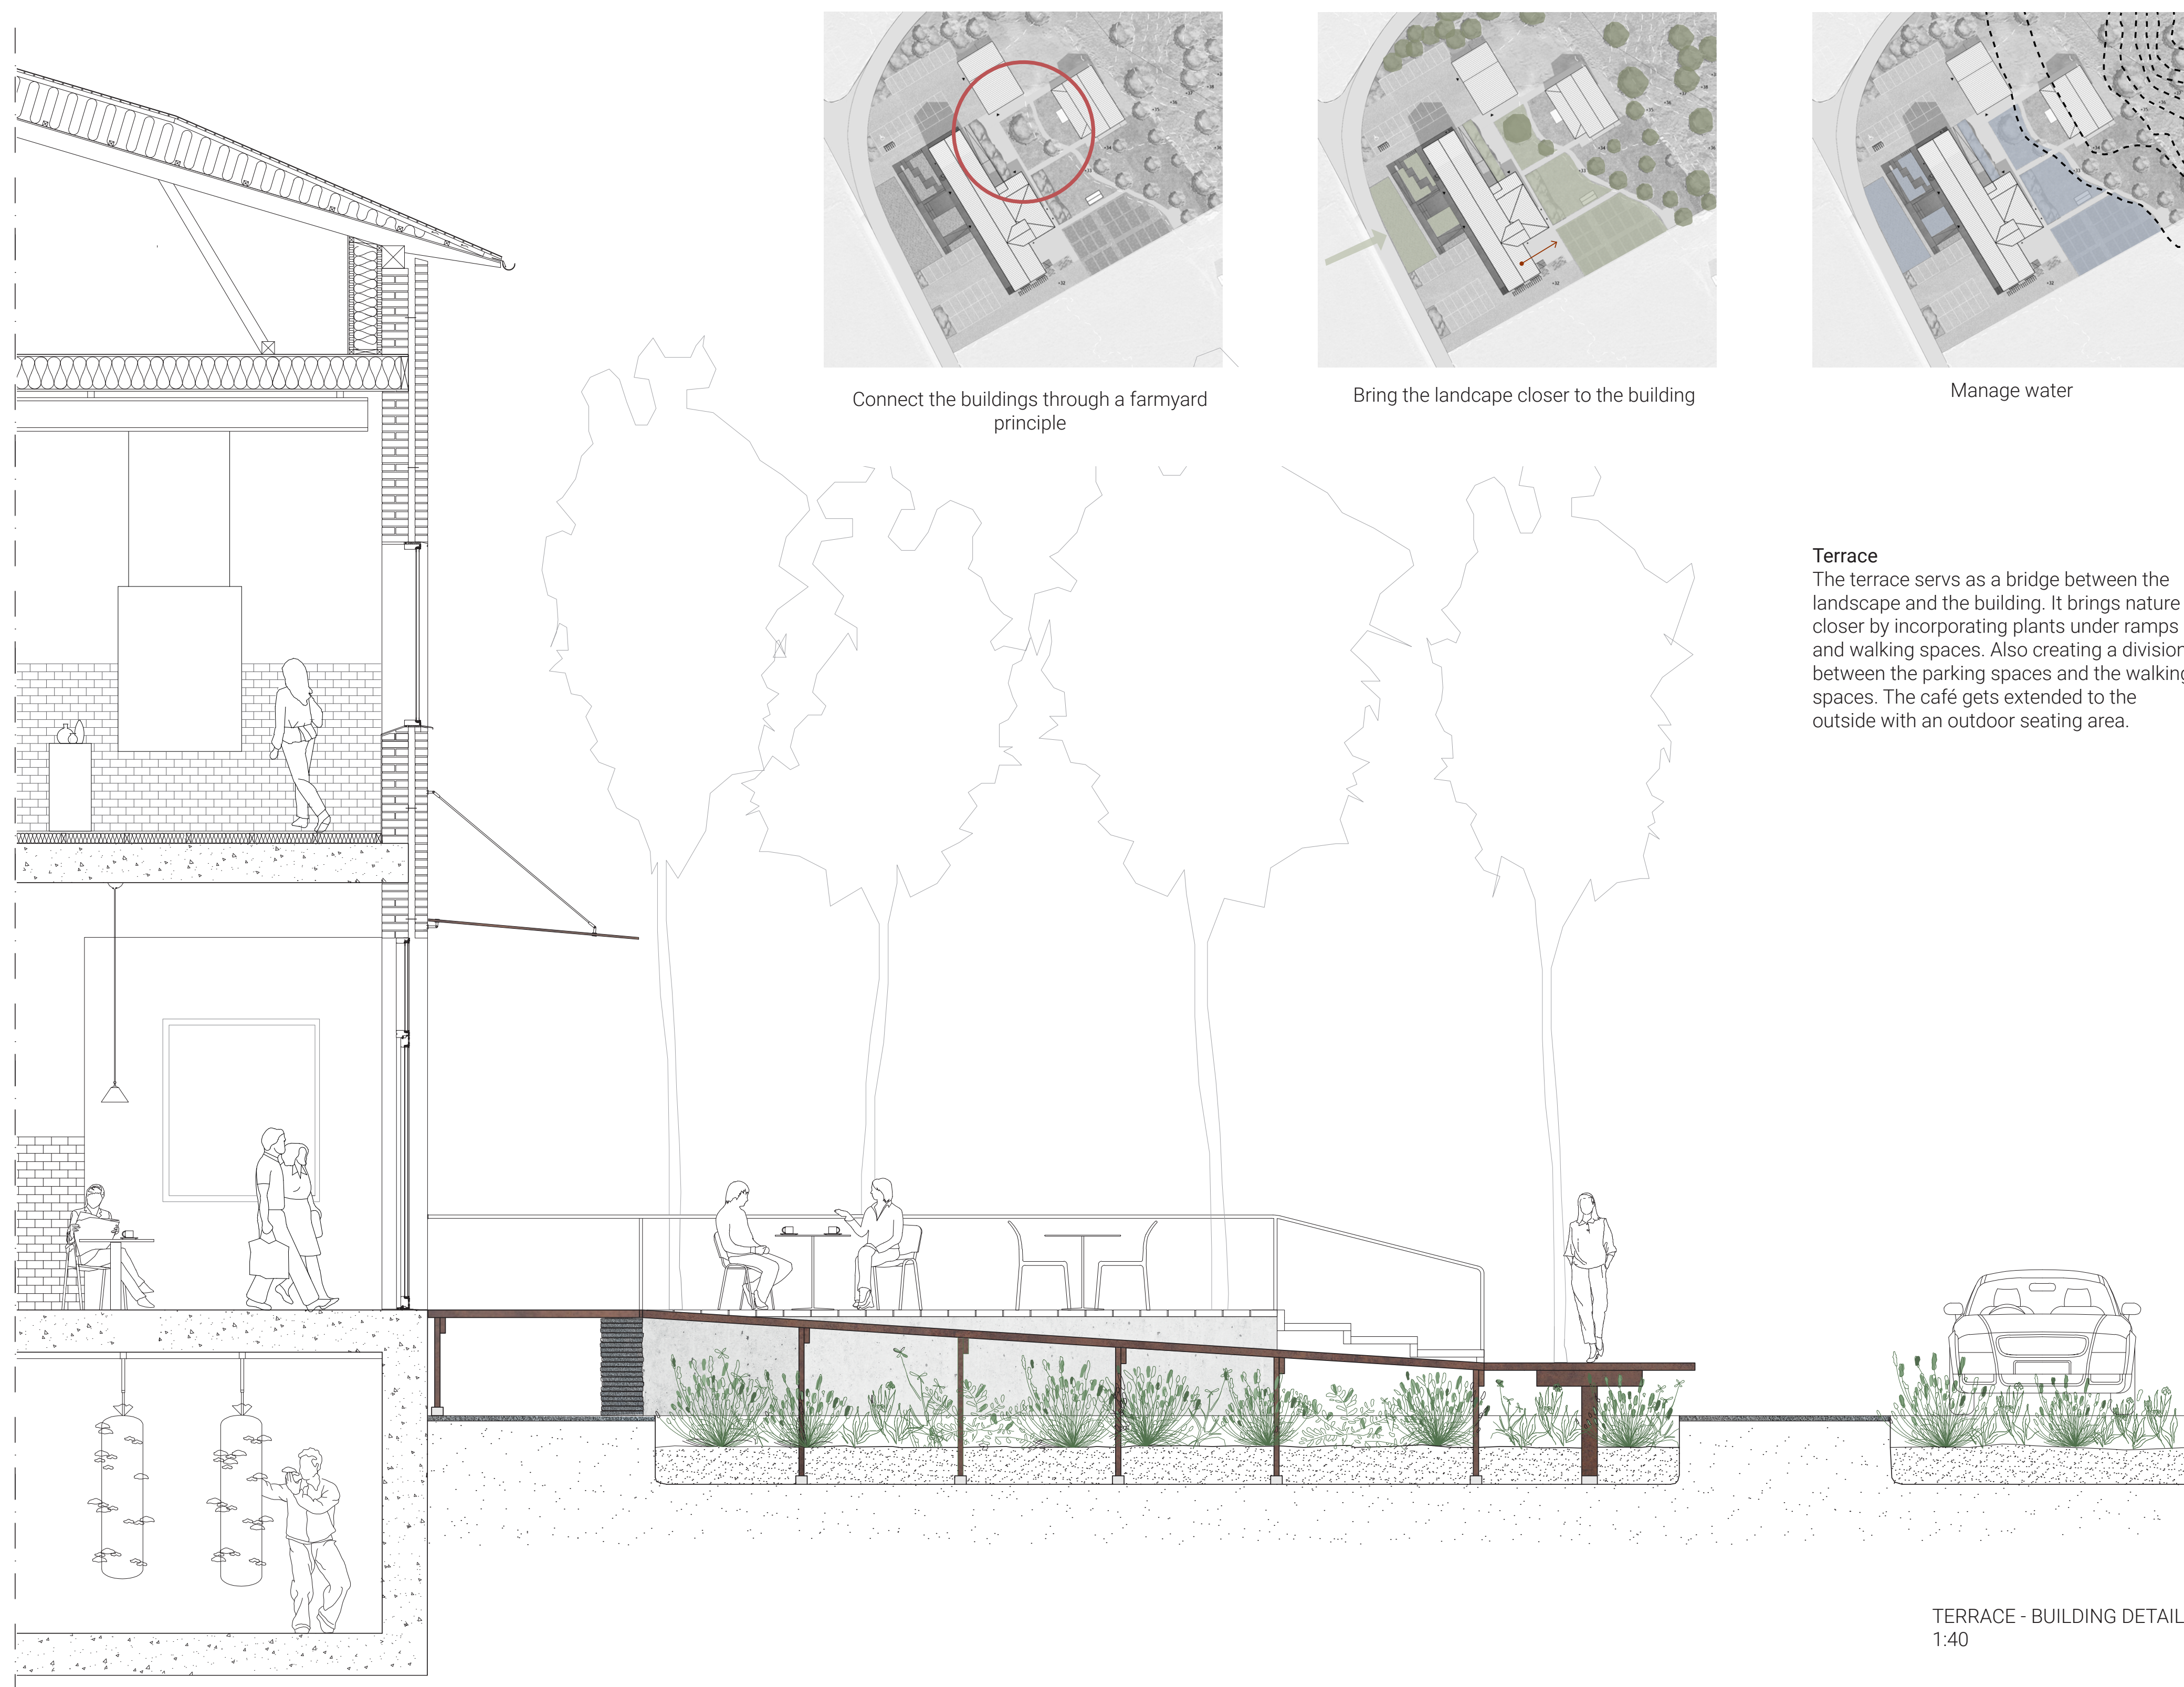 Connect the buildings through a farmyard
principle
Bring the landcape closer to the building
Manage water
Terrace
The terrace servs as a bridge between the
landscape and the building. It brings nature
closer by incorporating plants under ramps
and walking spaces. Also creating a division
between the parking spaces and the walking
spaces. The café gets extended to the
outside with an outdoor seating area.
TERRACE - BUILDING DETAIL
1:40